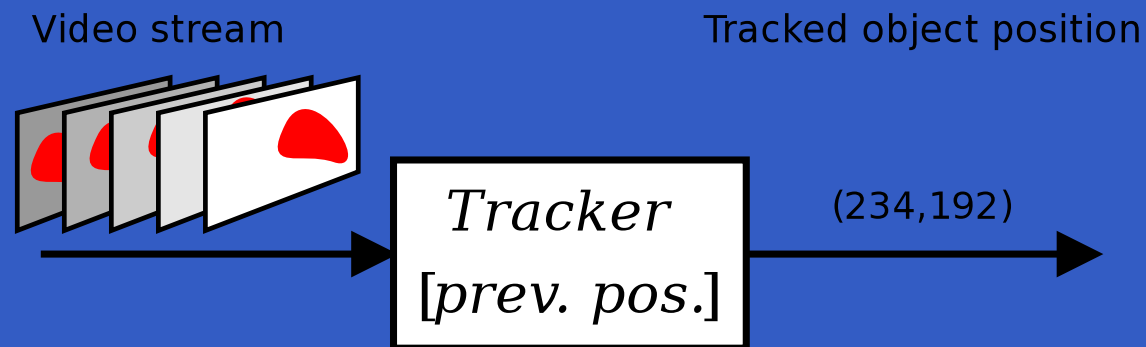 Video stream
Tracked object position
Tracker
[prev. pos.]
(234,192)